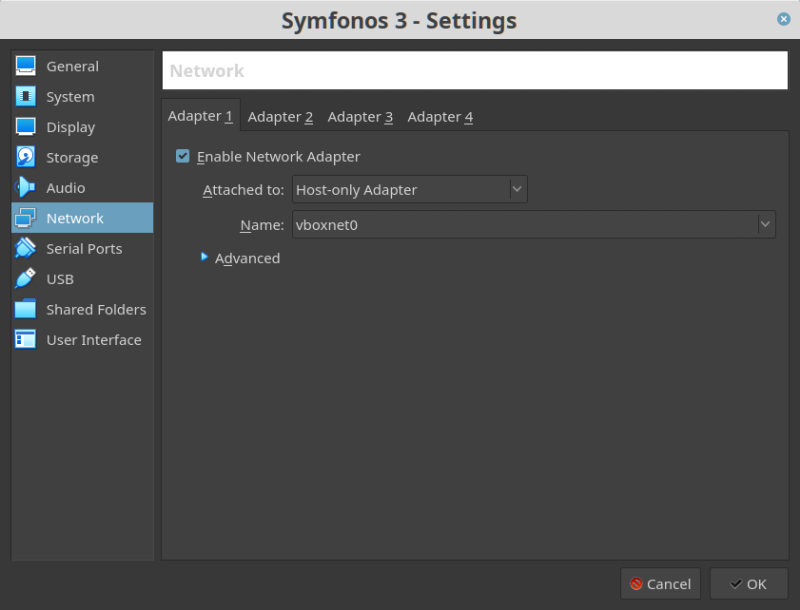 Symfonos 3 - Settings
General
System
Display
Storage
Audio
Network
Serial Ports
USB
Shared Folders
User Interface
Network
Adapter 1 Adapter 2 Adapter 3 Adapter 4
Enable Network Adapter
Attached to: Host-only Adapter
Name: vboxnet0
Advanced
Cancel OK